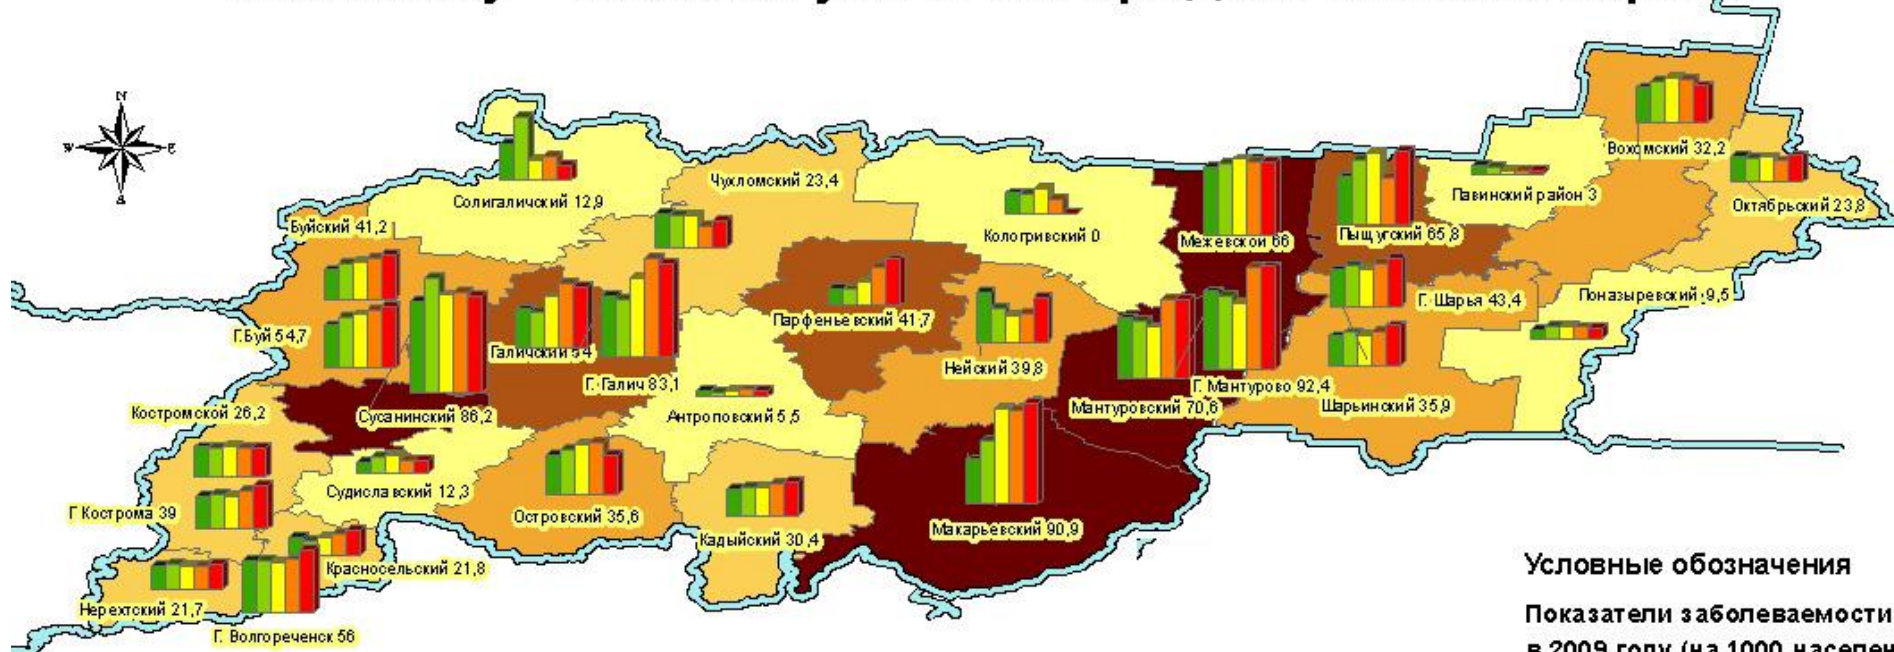 N
W
E
S
Вохомский 32,2
Октябрьский 23,8
Павинский район 3
Чухломский 23,4
Солигаличский 12,9
Буйский 41,2
Кологривский 0
Межевской 66
Пыщугский 65,8
Г. Шарья 43,4
Поназыревский 9,5
Г.Буй 54,7
Галичский 54
Парфеньевский 41,7
Нейский 39,8
Г. Галич 83,1
Г. Мантурово 92,4
Костромской 26,2
Сусанинский 86,2
Антроповский 5,5
Мантуровский 70,6
Шарьинский 35,9
Судиславский 12,3
Г Кострома 39
Островский 35,6
Кадыйский 30,4
Макарьевский 90,9
Красносельский 21,8
Нерехтский 21,7
Г. Волгореченск 56
Условные обозначения
Показатели заболеваемости
в 2009 году (на 1000